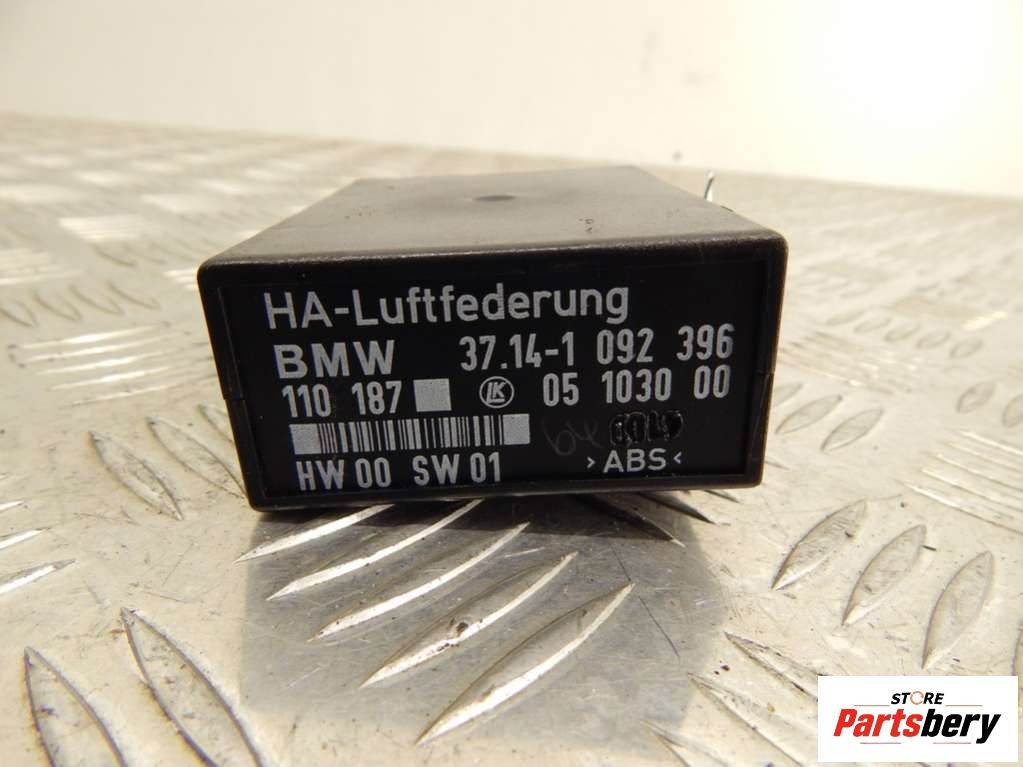 HA-Luftfederung
BMW 37.14-1 092 396
110 187 LK 05 1030 00
HW 00 SW 01 >ABS<
STORE
Partsbery